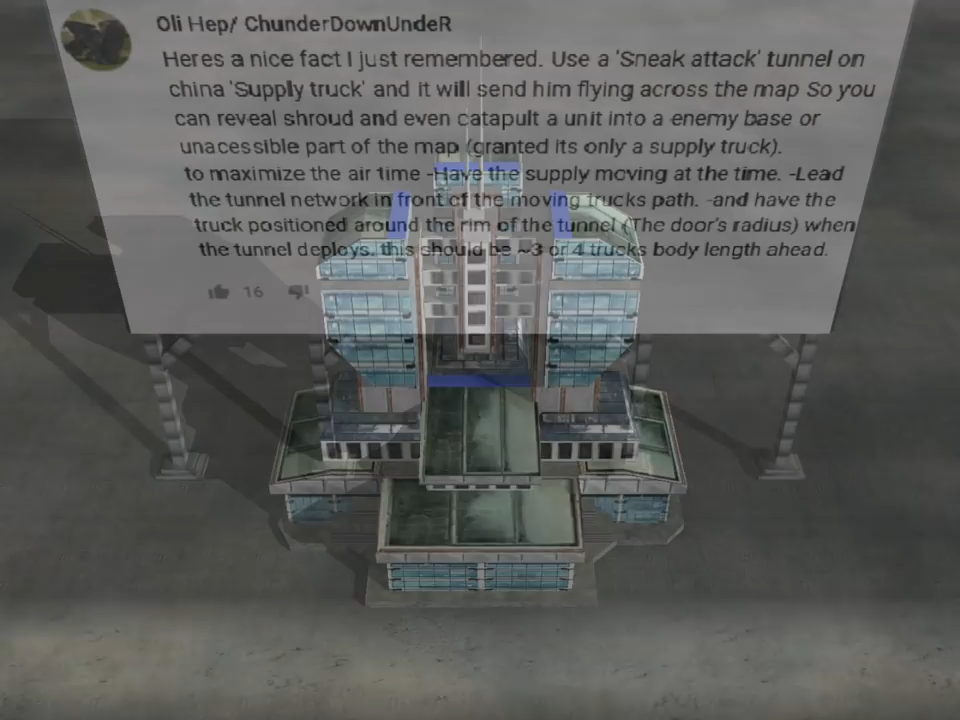 Oli Hep/ ChunderDownUndeR
Heres a nice fact I just remembered. Use a 'Sneak attack' tunnel on
china 'Supply truck' and it will send him flying across the map So you
can reveal shroud and even catapult a unit into a enemy base or
unacessible part of the map (granted its only a supply truck).
to maximize the air time -Have the supply moving at the time. -Lead
the tunnel network in front of the moving trucks path. -and have the
truck positioned around the rim of the tunnel (The door's radius) when
the tunnel deploys. this should be ~3 or 4 trucks body length ahead.
16